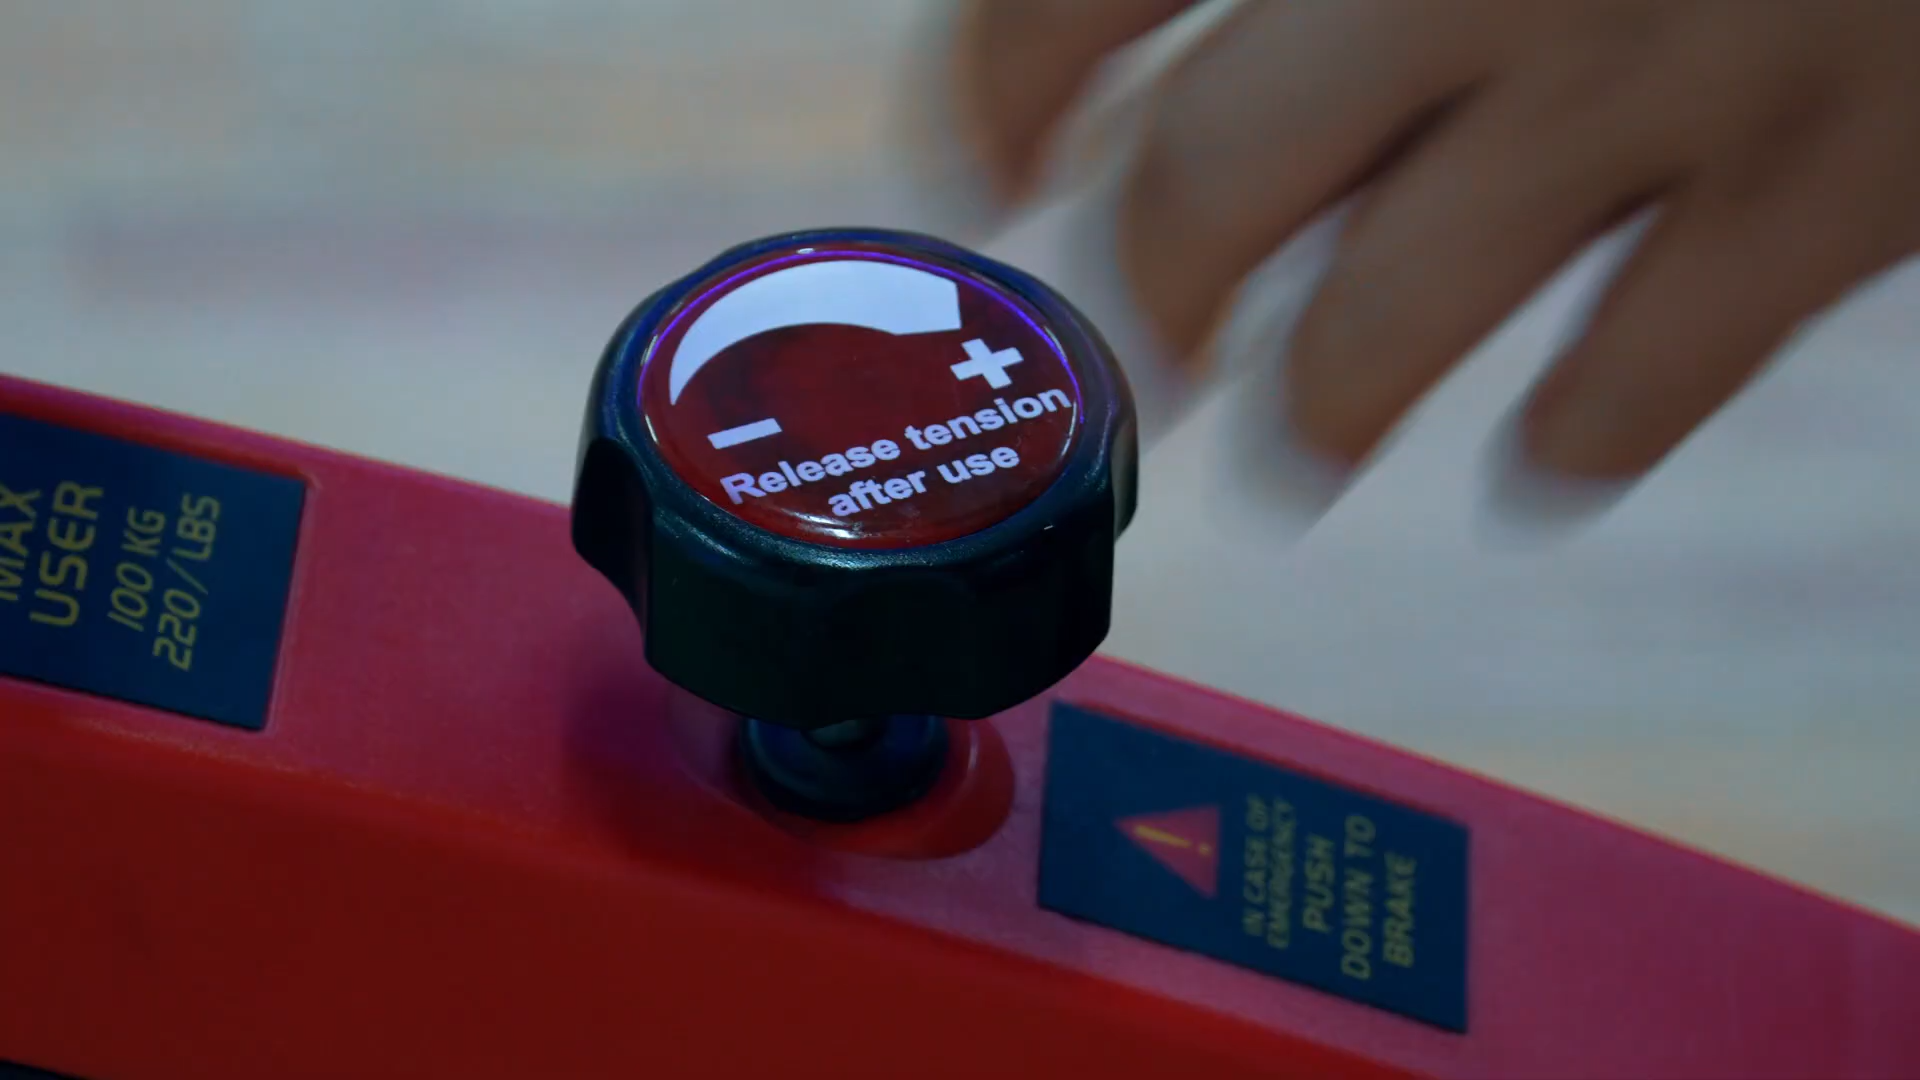 MAX
USER
100 KG
220/LBS
- +
Release tension
after use
IN CASE OF
EMERGENCY
PUSH
DOWN TO
BRAKE